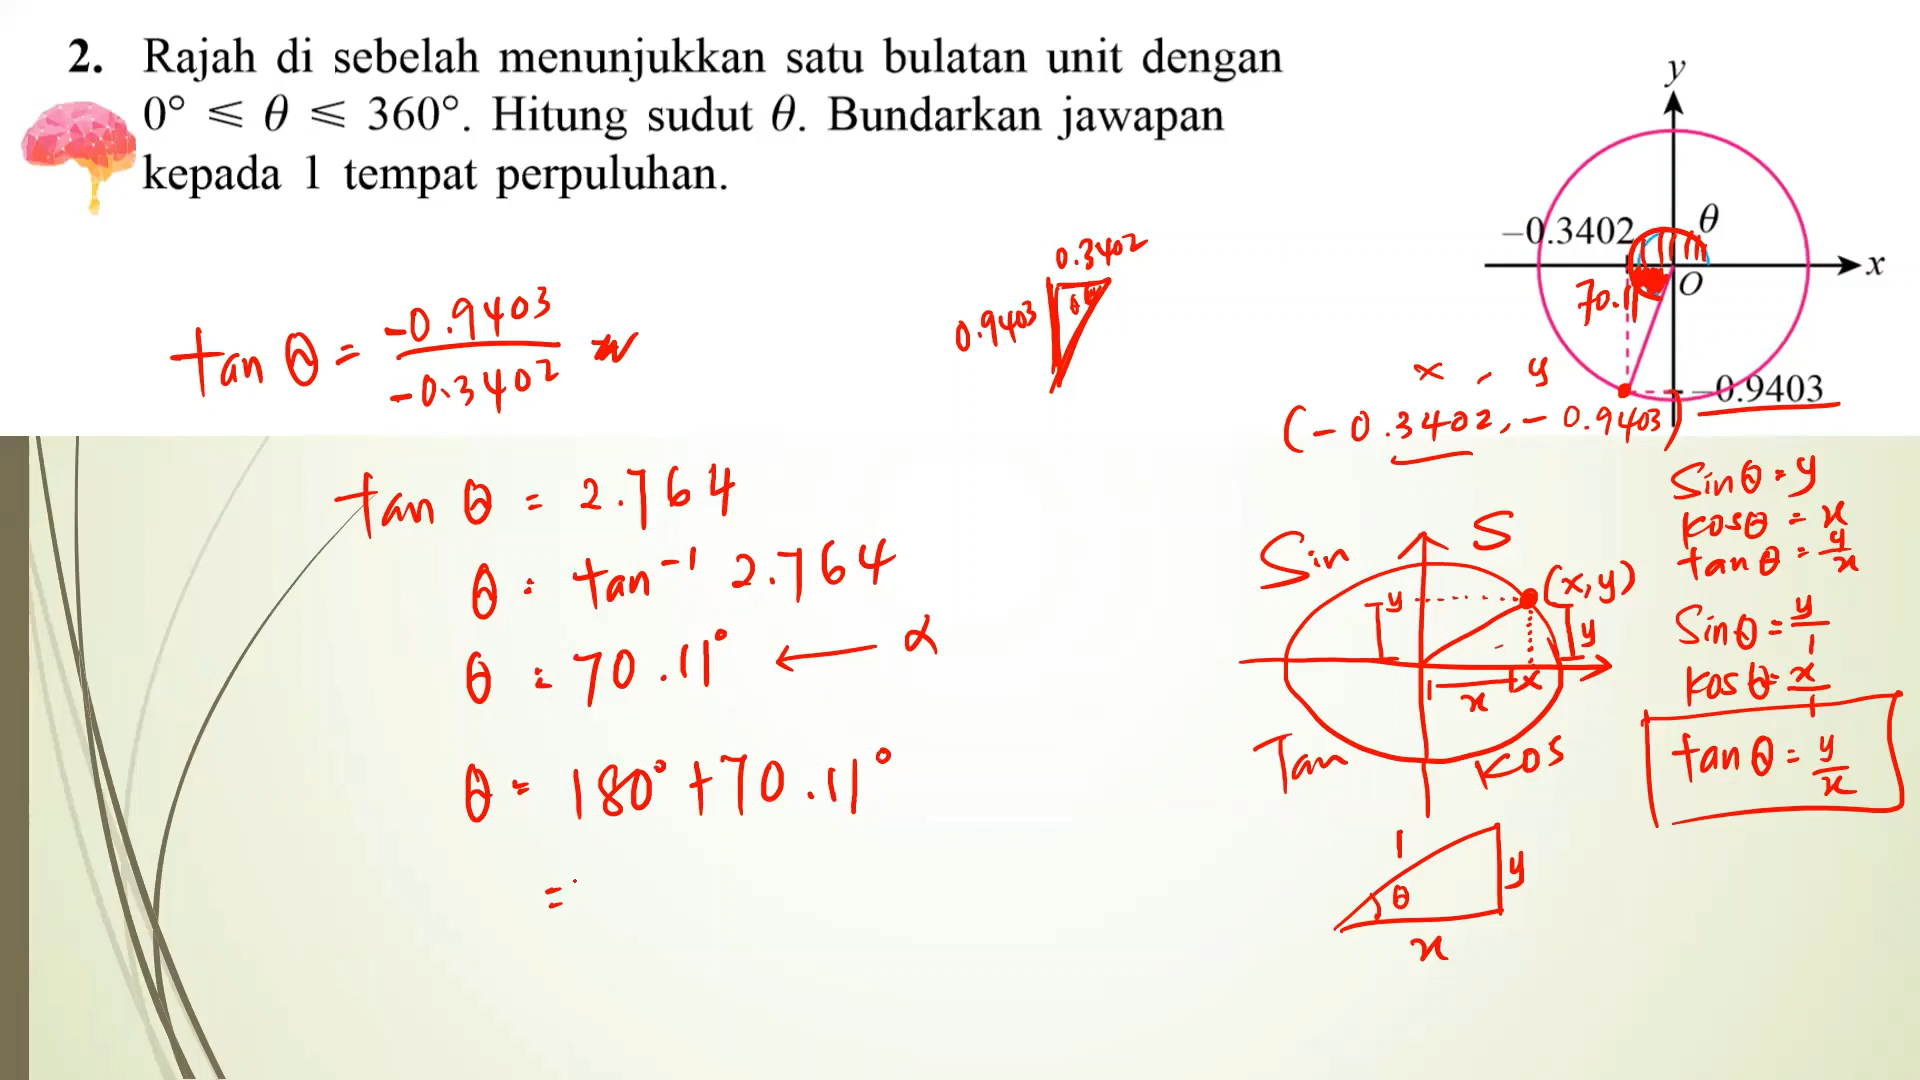 2. Rajah di sebelah menunjukkan satu bulatan unit dengan
0° ⩽ θ ⩽ 360°. Hitung sudut θ. Bundarkan jawapan
kepada 1 tempat perpuluhan.
y
θ
-0.3402
x
O
70.1
-0.9403
x , y
(-0.3402, -0.9403)
0.3402
0.9403
θ
tan θ = -0.9403 / -0.3402
tan θ = 2.764
θ = tan⁻¹ 2.764
θ = 70.11° ← α
θ = 180° + 70.11°
=
Sin S
y (x,y)
y
x x
Tan Kos
1 y
θ
x
Sin θ = y
Kos θ = x
tan θ = y/x
Sin θ = y/1
Kos θ = x/1
tan θ = y/x